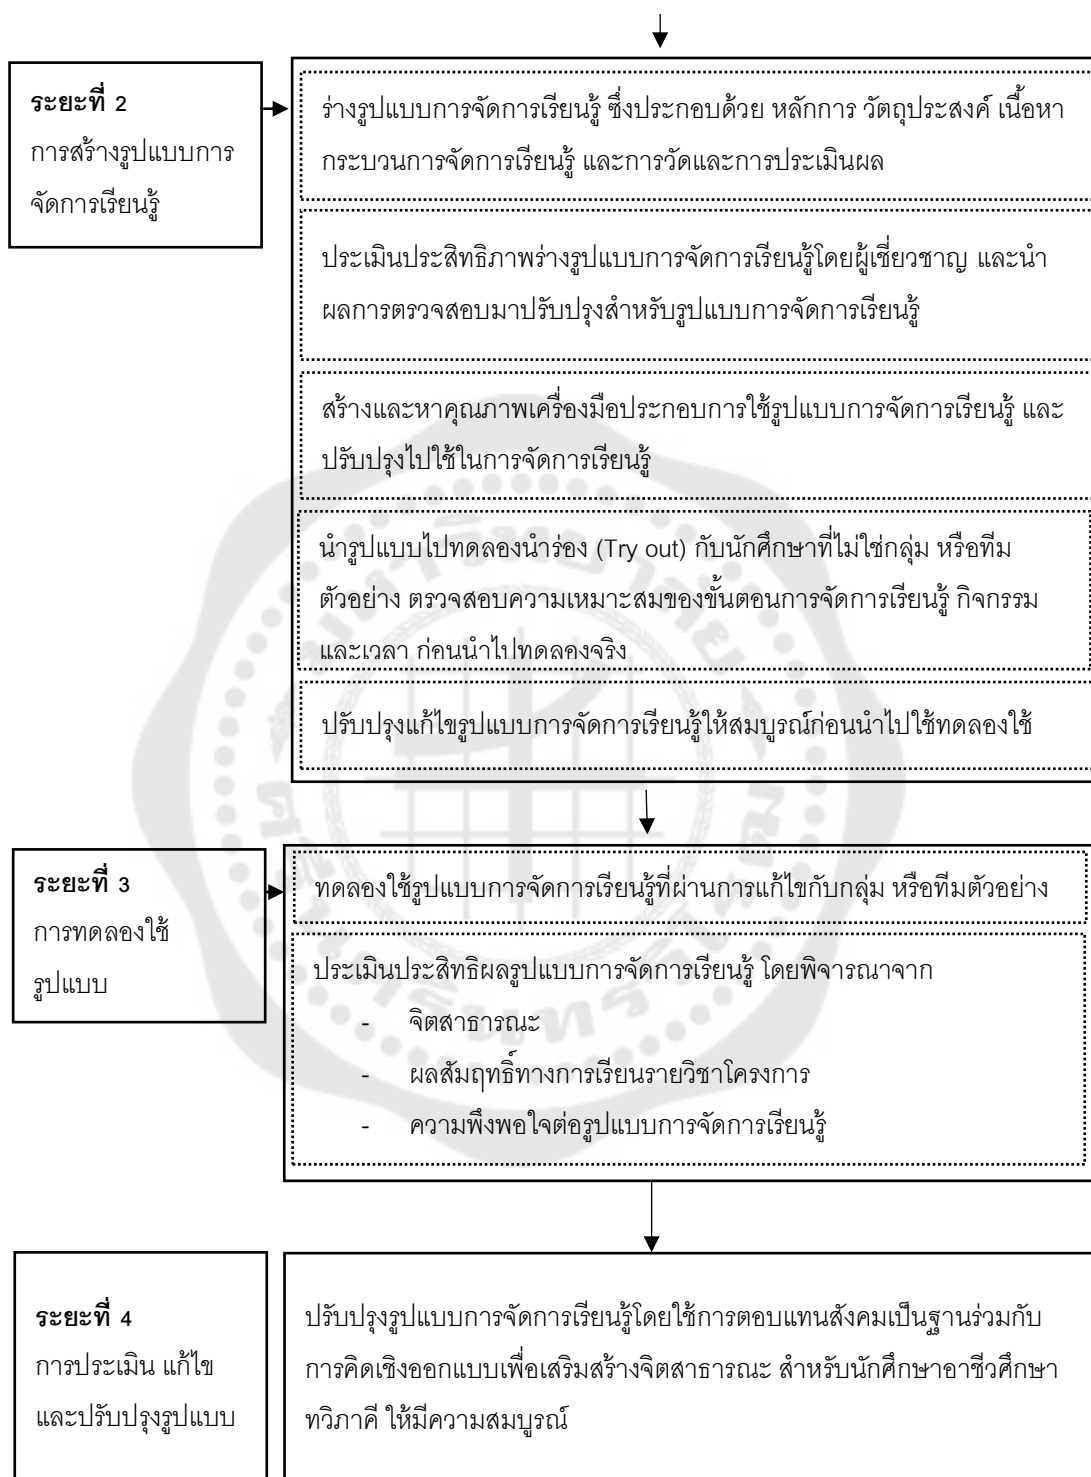 ระยะที่ 2
การสร้างรูปแบบการ
จัดการเรียนรู้
ร่างรูปแบบการจัดการเรียนรู้ ซึ่งประกอบด้วย หลักการ วัตถุประสงค์ เนื้อหา
กระบวนการจัดการเรียนรู้ และการวัดและการประเมินผล
ประเมินประสิทธิภาพร่างรูปแบบการจัดการเรียนรู้โดยผู้เชี่ยวชาญ และนำ
ผลการตรวจสอบมาปรับปรุงสำหรับรูปแบบการจัดการเรียนรู้
สร้างและหาคุณภาพเครื่องมือประกอบการใช้รูปแบบการจัดการเรียนรู้ และ
ปรับปรุงไปใช้ในการจัดการเรียนรู้
นำรูปแบบไปทดลองนำร่อง (Try out) กับนักศึกษาที่ไม่ใช่กลุ่ม หรือทีม
ตัวอย่าง ตรวจสอบความเหมาะสมของขั้นตอนการจัดการเรียนรู้ กิจกรรม
และเวลา ก่อนนำไปทดลองจริง
ปรับปรุงแก้ไขรูปแบบการจัดการเรียนรู้ให้สมบูรณ์ก่อนนำไปใช้ทดลองใช้
ระยะที่ 3
การทดลองใช้
รูปแบบ
ทดลองใช้รูปแบบการจัดการเรียนรู้ที่ผ่านการแก้ไขกับกลุ่ม หรือทีมตัวอย่าง
ประเมินประสิทธิผลรูปแบบการจัดการเรียนรู้ โดยพิจารณาจาก
- จิตสาธารณะ
- ผลสัมฤทธิ์ทางการเรียนรายวิชาโครงการ
- ความพึงพอใจต่อรูปแบบการจัดการเรียนรู้
ระยะที่ 4
การประเมิน แก้ไข
และปรับปรุงรูปแบบ
ปรับปรุงรูปแบบการจัดการเรียนรู้โดยใช้การตอบแทนสังคมเป็นฐานร่วมกับ
การคิดเชิงออกแบบเพื่อเสริมสร้างจิตสาธารณะ สำหรับนักศึกษาอาชีวศึกษา
ทวิภาคี ให้มีความสมบูรณ์
มหาวิทยาลัย
ศรีนครินทรวิโรฒ